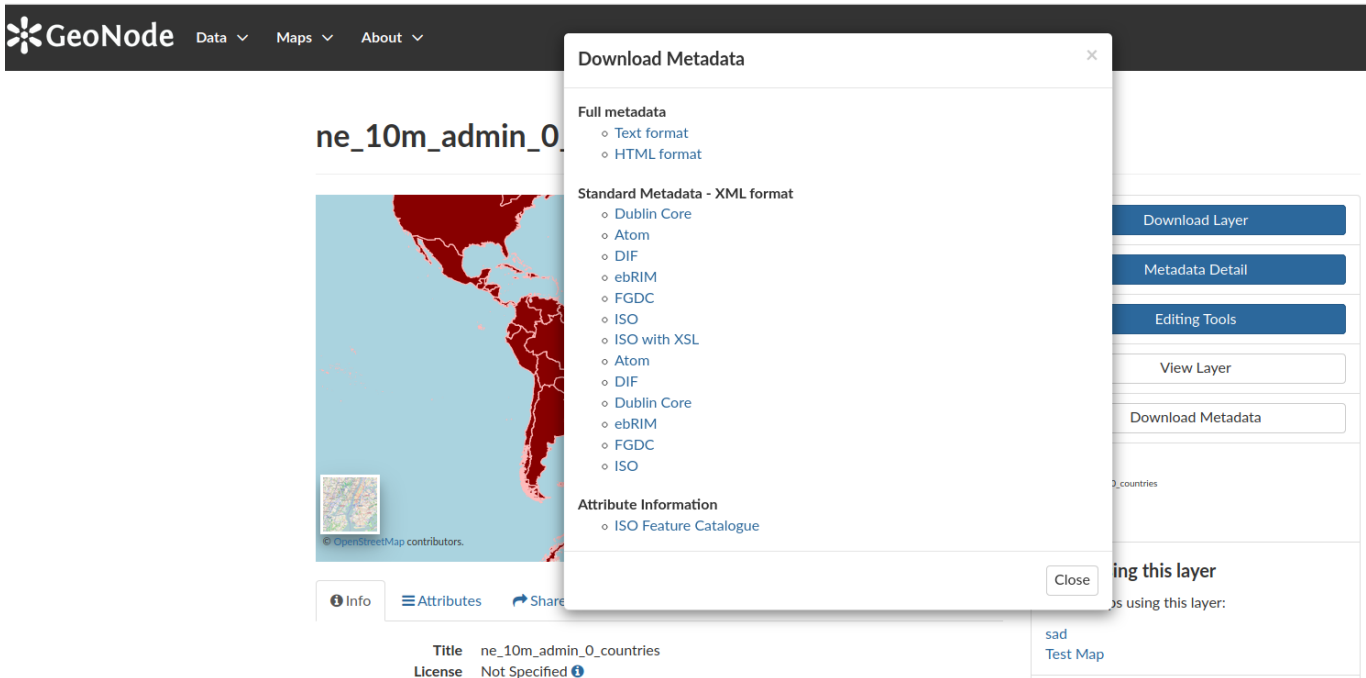 GeoNode Data Maps About
Download Metadata
×
Full metadata
Text format
HTML format
Standard Metadata - XML format
Dublin Core
Atom
DIF
ebRIM
FGDC
ISO
ISO with XSL
Atom
DIF
Dublin Core
ebRIM
FGDC
ISO
Attribute Information
ISO Feature Catalogue
Close
ne_10m_admin_0_
© OpenStreetMap contributors.
Download Layer
Metadata Detail
Editing Tools
View Layer
Download Metadata
0_countries
Info Attributes Share
Title ne_10m_admin_0_countries
License Not Specified
ing this layer
ps using this layer:
sad
Test Map